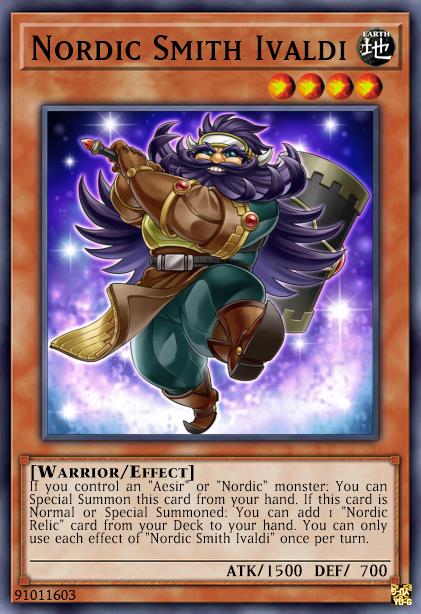 Nordic Smith Ivaldi
EARTH
地
[Warrior/Effect]
If you control an "Aesir" or "Nordic" monster: You can
Special Summon this card from your hand. If this card is
Normal or Special Summoned: You can add 1 "Nordic
Relic" card from your Deck to your hand. You can only
use each effect of "Nordic Smith Ivaldi" once per turn.
ATK/1500 DEF/ 700
91011603